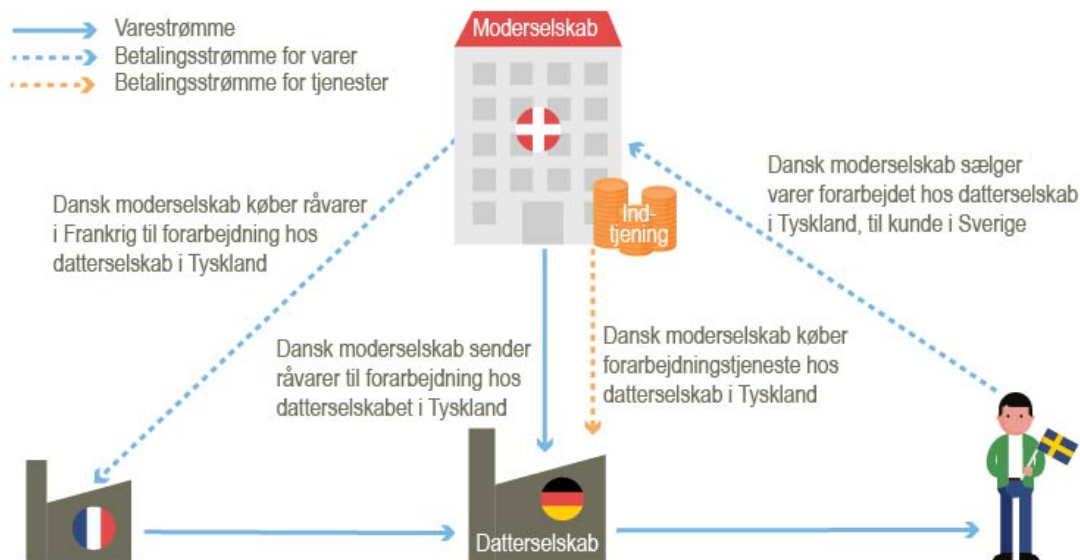 Varestrømme
Betalingsstrømme for varer
Betalingsstrømme for tjenester
Moderselskab
Ind-
tjening
Dansk moderselskab køber råvarer
i Frankrig til forarbejdning hos
datterselskab i Tyskland
Dansk moderselskab sælger
varer forarbejdet hos datterselskab
i Tyskland, til kunde i Sverige
Dansk moderselskab sender
råvarer til forarbejdning hos
datterselskabet i Tyskland
Dansk moderselskab køber
forarbejdningstjeneste hos
datterselskab i Tyskland
Datterselskab